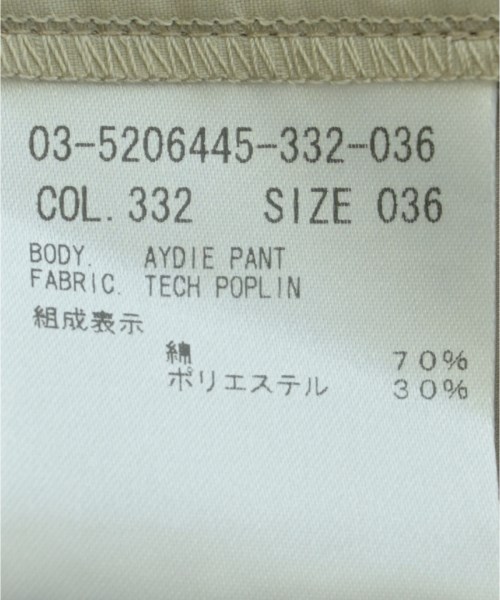 03-5206445-332-036
COL. 332 SIZE 036
BODY. AYDIE PANT
FABRIC. TECH POPLIN
組成表示
綿 70%
ポリエステル 30%